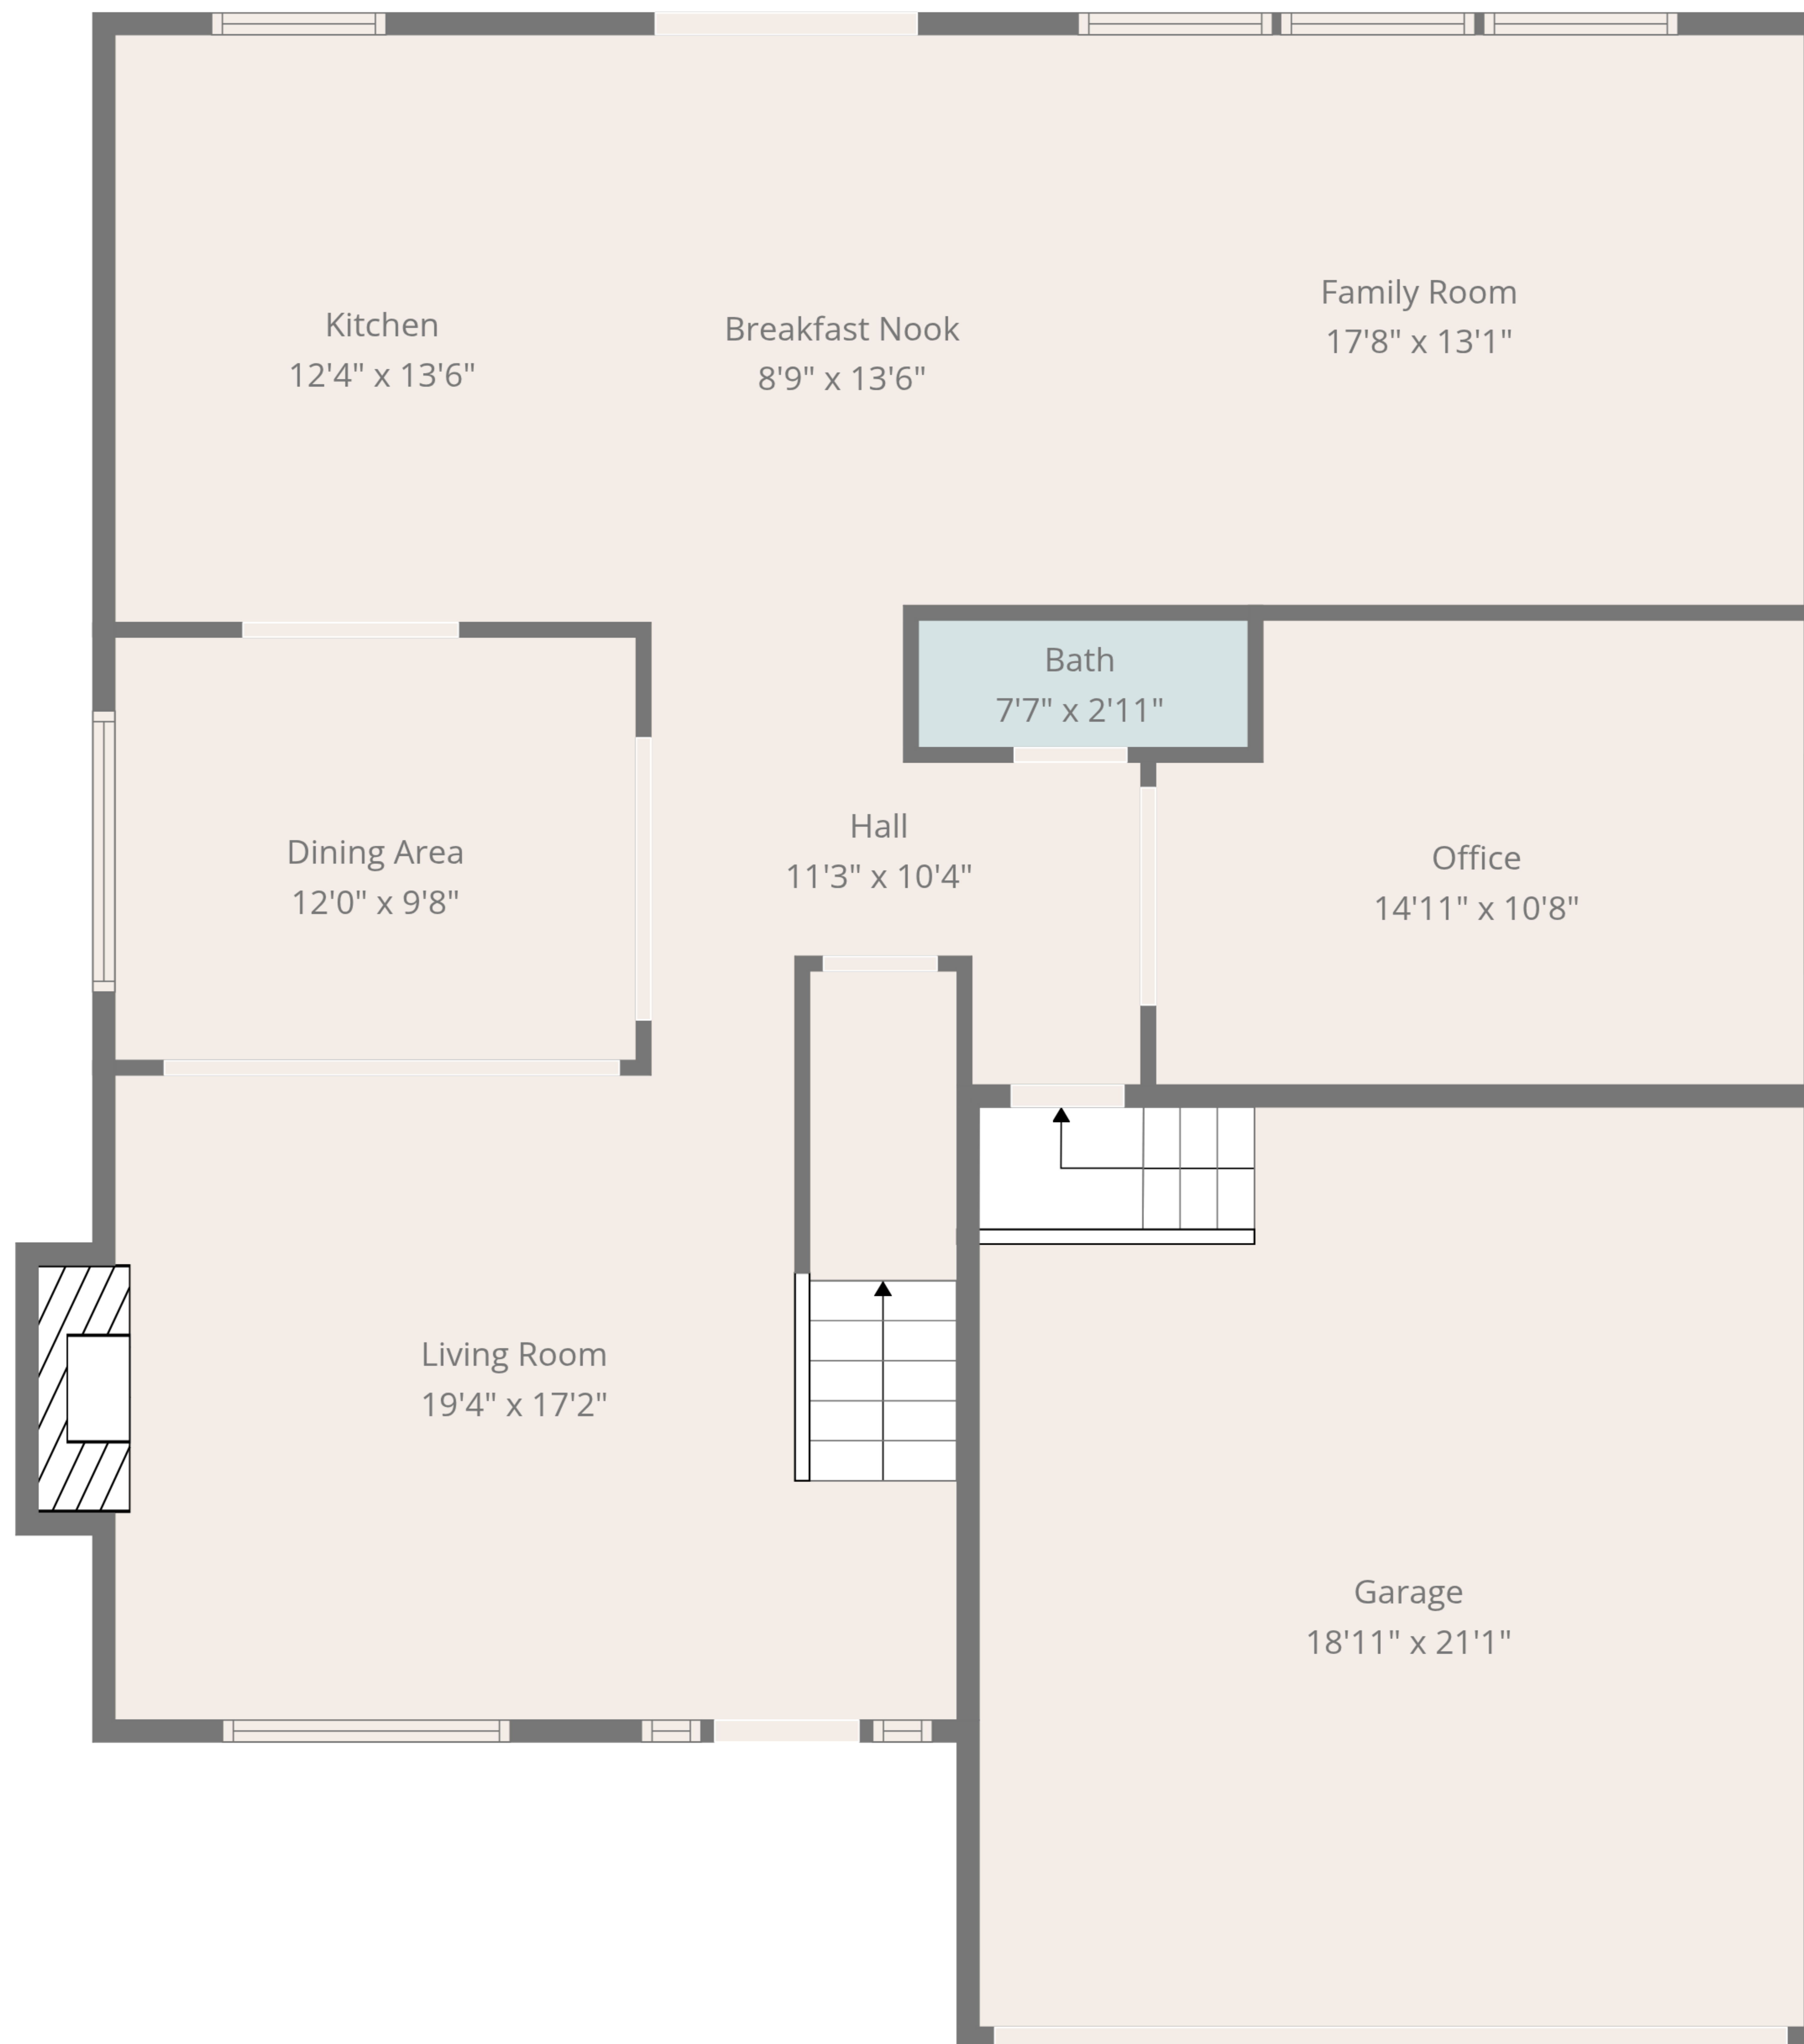 Kitchen
12'4" x 13'6"
Breakfast Nook
8'9" x 13'6"
Family Room
17'8" x 13'1"
Bath
7'7" x 2'11"
Dining Area
12'0" x 9'8"
Hall
11'3" x 10'4"
Office
14'11" x 10'8"
Living Room
19'4" x 17'2"
Garage
18'11" x 21'1"